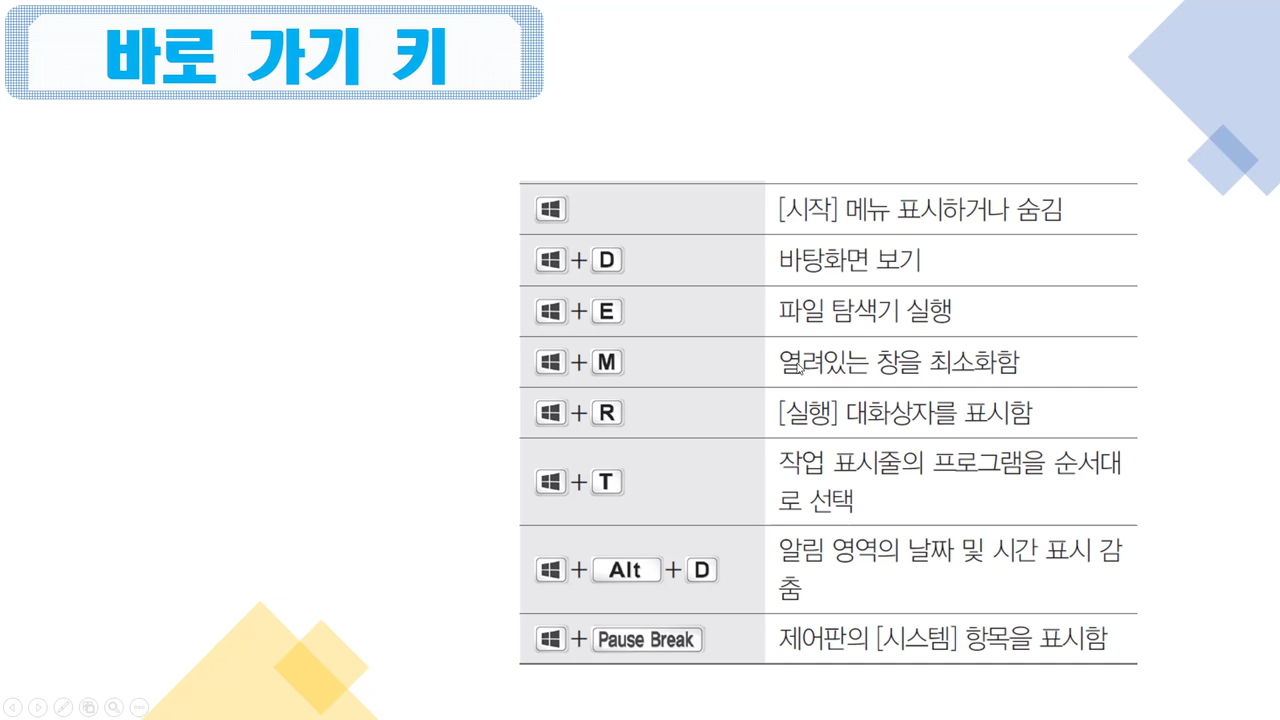 바로 가기 키
[시작] 메뉴 표시하거나 숨김
+ D 바탕화면 보기
+ E 파일 탐색기 실행
+ M 열려있는 창을 최소화함
+ R [실행] 대화상자를 표시함
+ T 작업 표시줄의 프로그램을 순서대
로 선택
+ Alt + D 알림 영역의 날짜 및 시간 표시 감
춤
+ Pause Break 제어판의 [시스템] 항목을 표시함